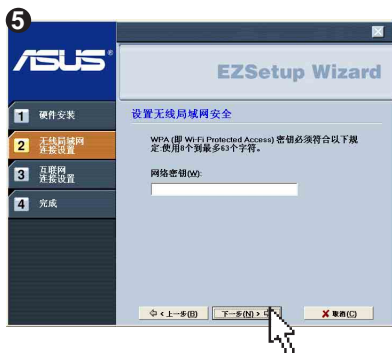 5
ASUS®
EZSetup Wizard
1 硬件安装
2 无线局域网
连接设置
3 互联网
连接设置
4 完成
设置无线局域网安全
WPA (即 Wi-Fi Protected Access) 密钥必须符合以下规
定:使用8个到最多63个字符。
网络密钥(W):
< 上一步(B)
下一步(N) >
取消(C)